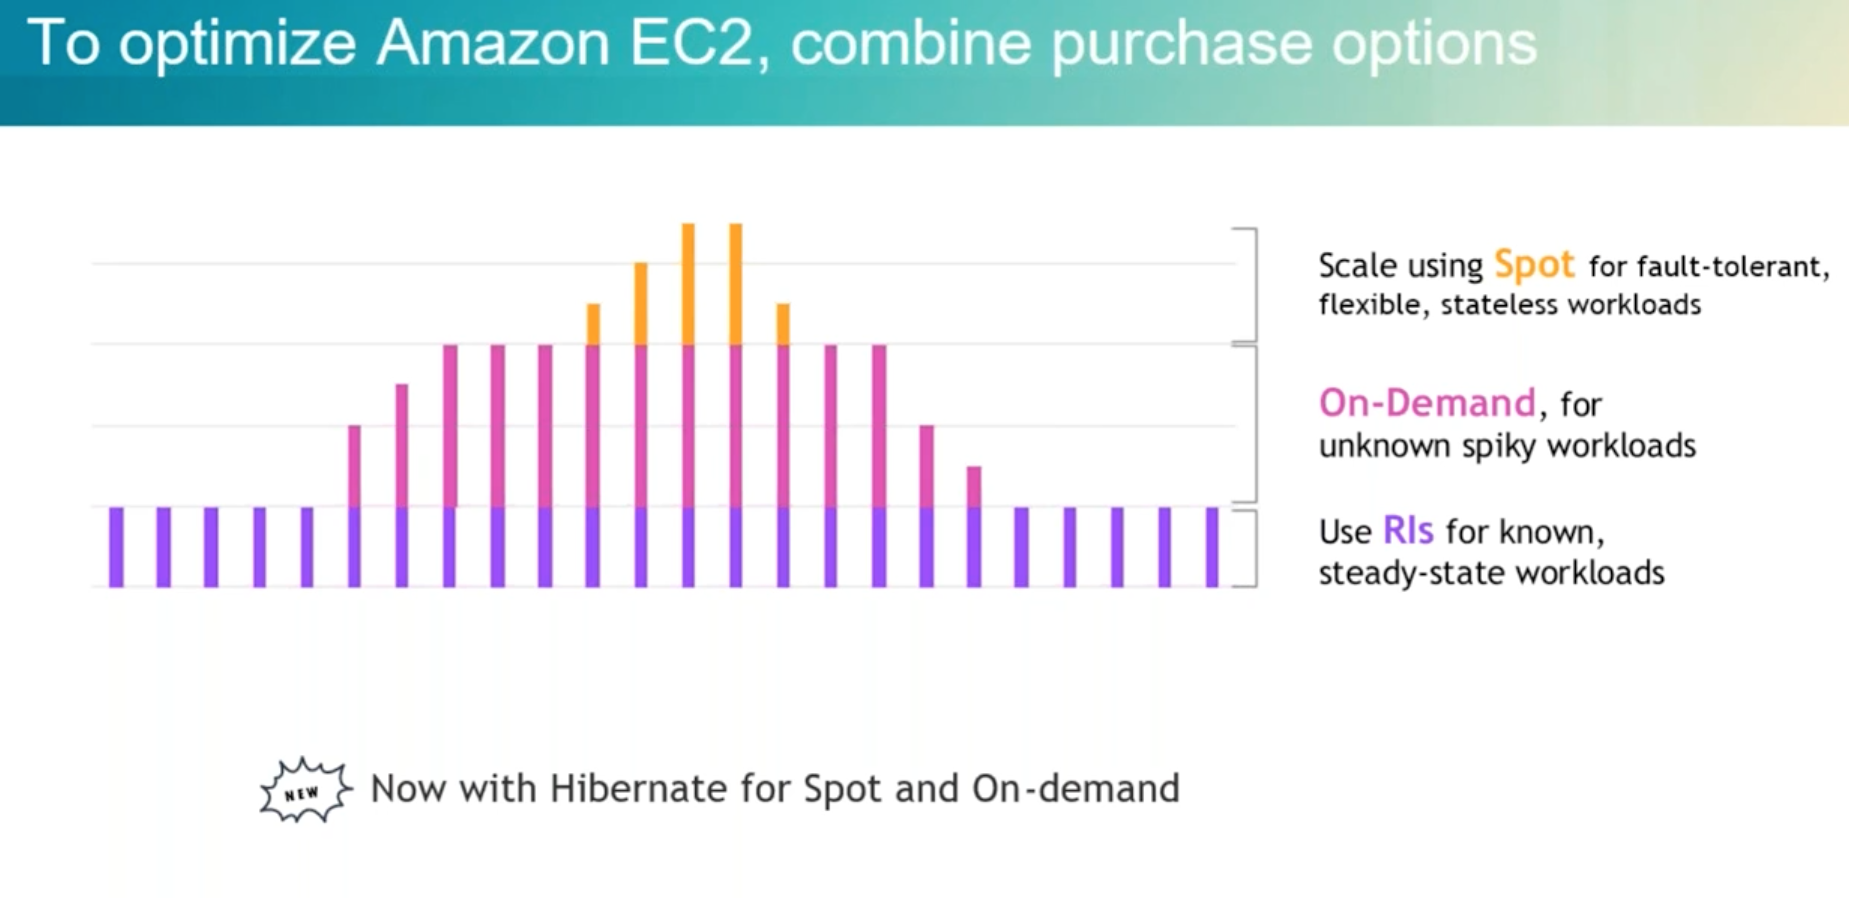 To optimize Amazon EC2, combine purchase options
Scale using Spot for fault-tolerant,
flexible, stateless workloads
On-Demand, for
unknown spiky workloads
Use RIs for known,
steady-state workloads
NEW
Now with Hibernate for Spot and On-demand